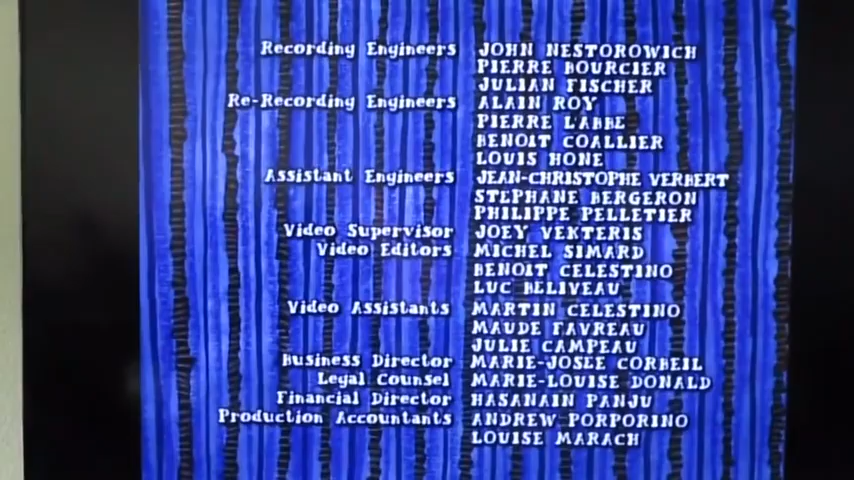 Recording Engineers JOHN NESTOROWICH
PIERRE BOURCIER
JULIAN FISCHER
Re-Recording Engineers ALAIN ROY
PIERRE L'ABBE
BENOIT COALLIER
LOUIS HONE
Assistant Engineers JEAN-CHRISTOPHE VERBERT
STEPHANE BERGERON
PHILIPPE PELLETIER
Video Supervisor JOEY VEKTERIS
Video Editors MICHEL SIMARD
BENOIT CELESTINO
LUC BELIVEAU
Video Assistants MARTIN CELESTINO
MAUDE FAVREAU
JULIE CAMPEAU
Business Director MARIE-JOSEE CORBEIL
Legal Counsel MARIE-LOUISE DONALD
Financial Director HASANAIN PANJU
Production Accountants ANDREW PORPORINO
LOUISE MARACH